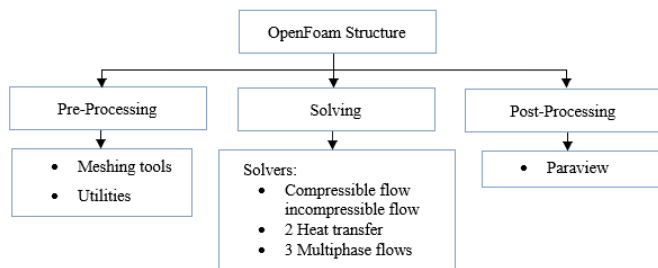 OpenFoam Structure
Pre-Processing
Solving
Post-Processing
• Meshing tools
• Utilities
Solvers:
• Compressible flow
incompressible flow
• 2 Heat transfer
• 3 Multiphase flows
• Paraview